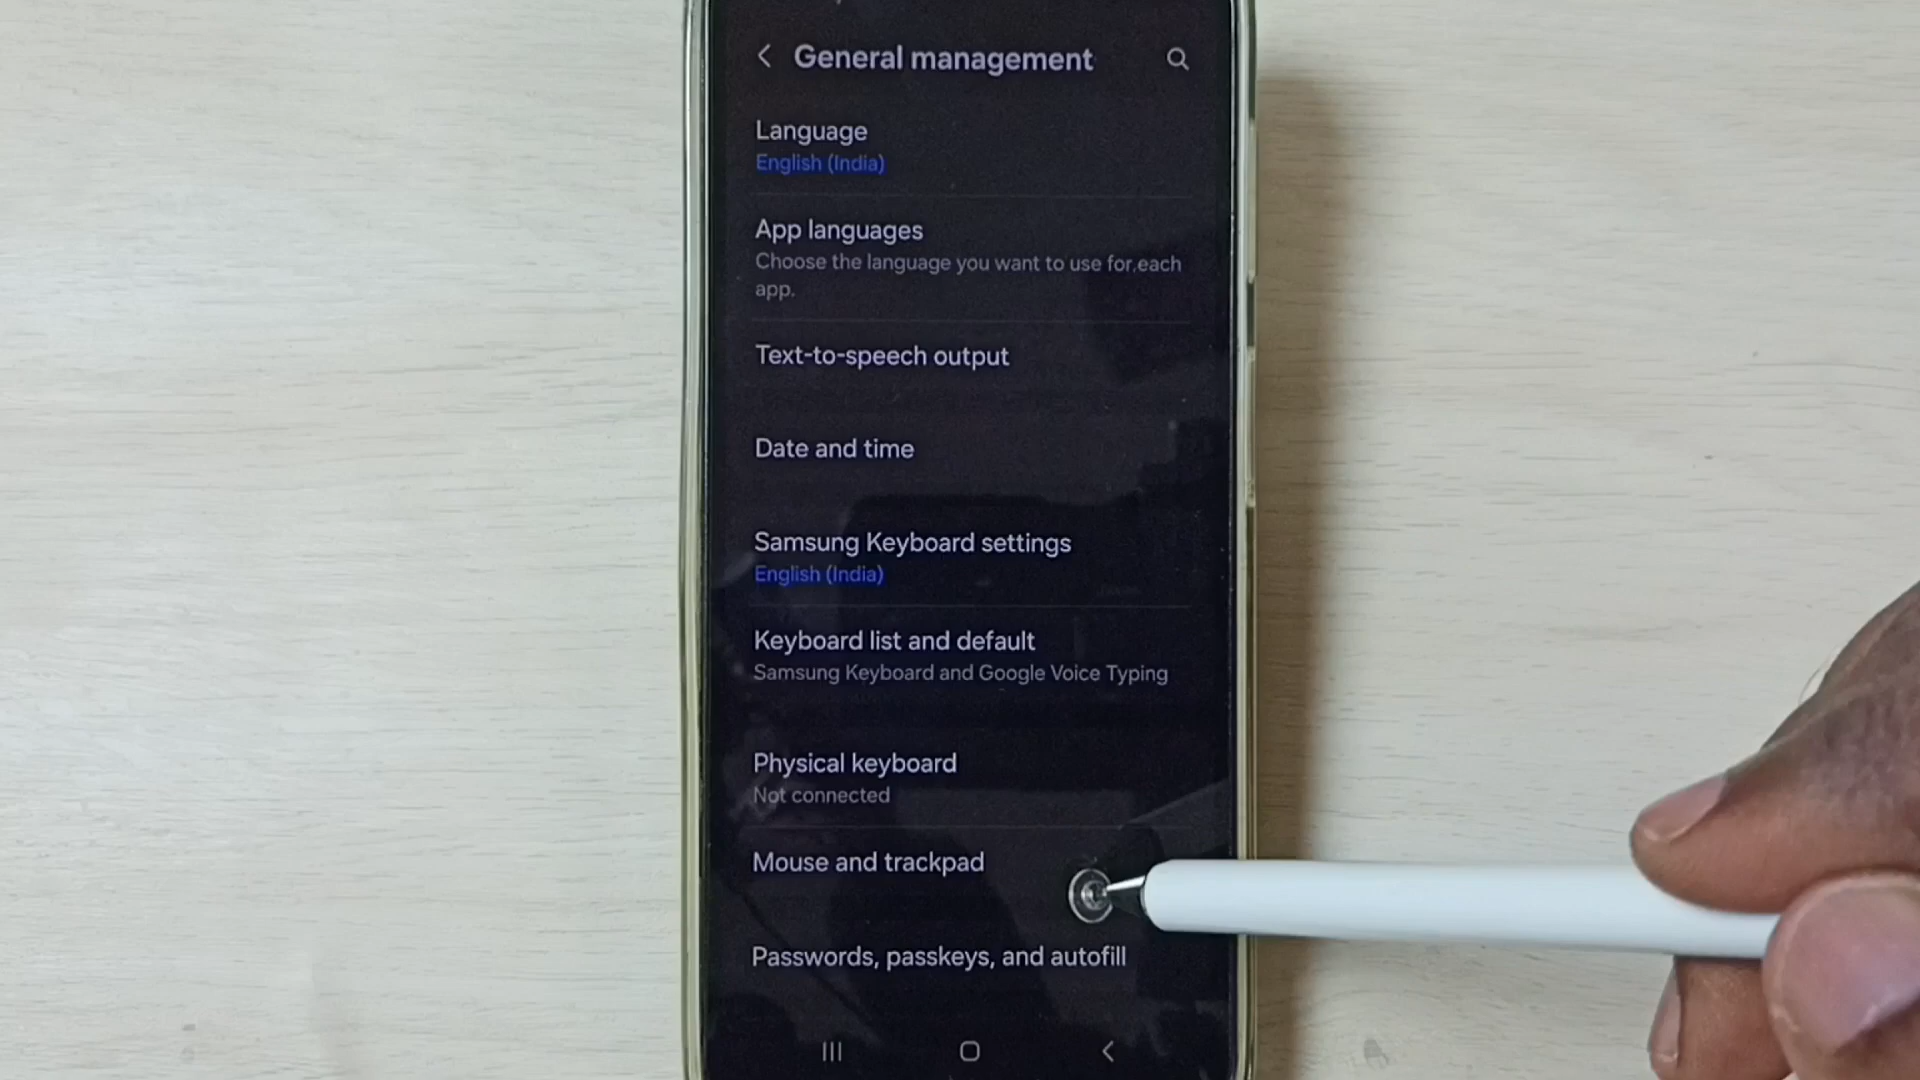 General management
Language
English (India)
App languages
Choose the language you want to use for each
app.
Text-to-speech output
Date and time
Samsung Keyboard settings
English (India)
Keyboard list and default
Samsung Keyboard and Google Voice Typing
Physical keyboard
Not connected
Mouse and trackpad
Passwords, passkeys, and autofill